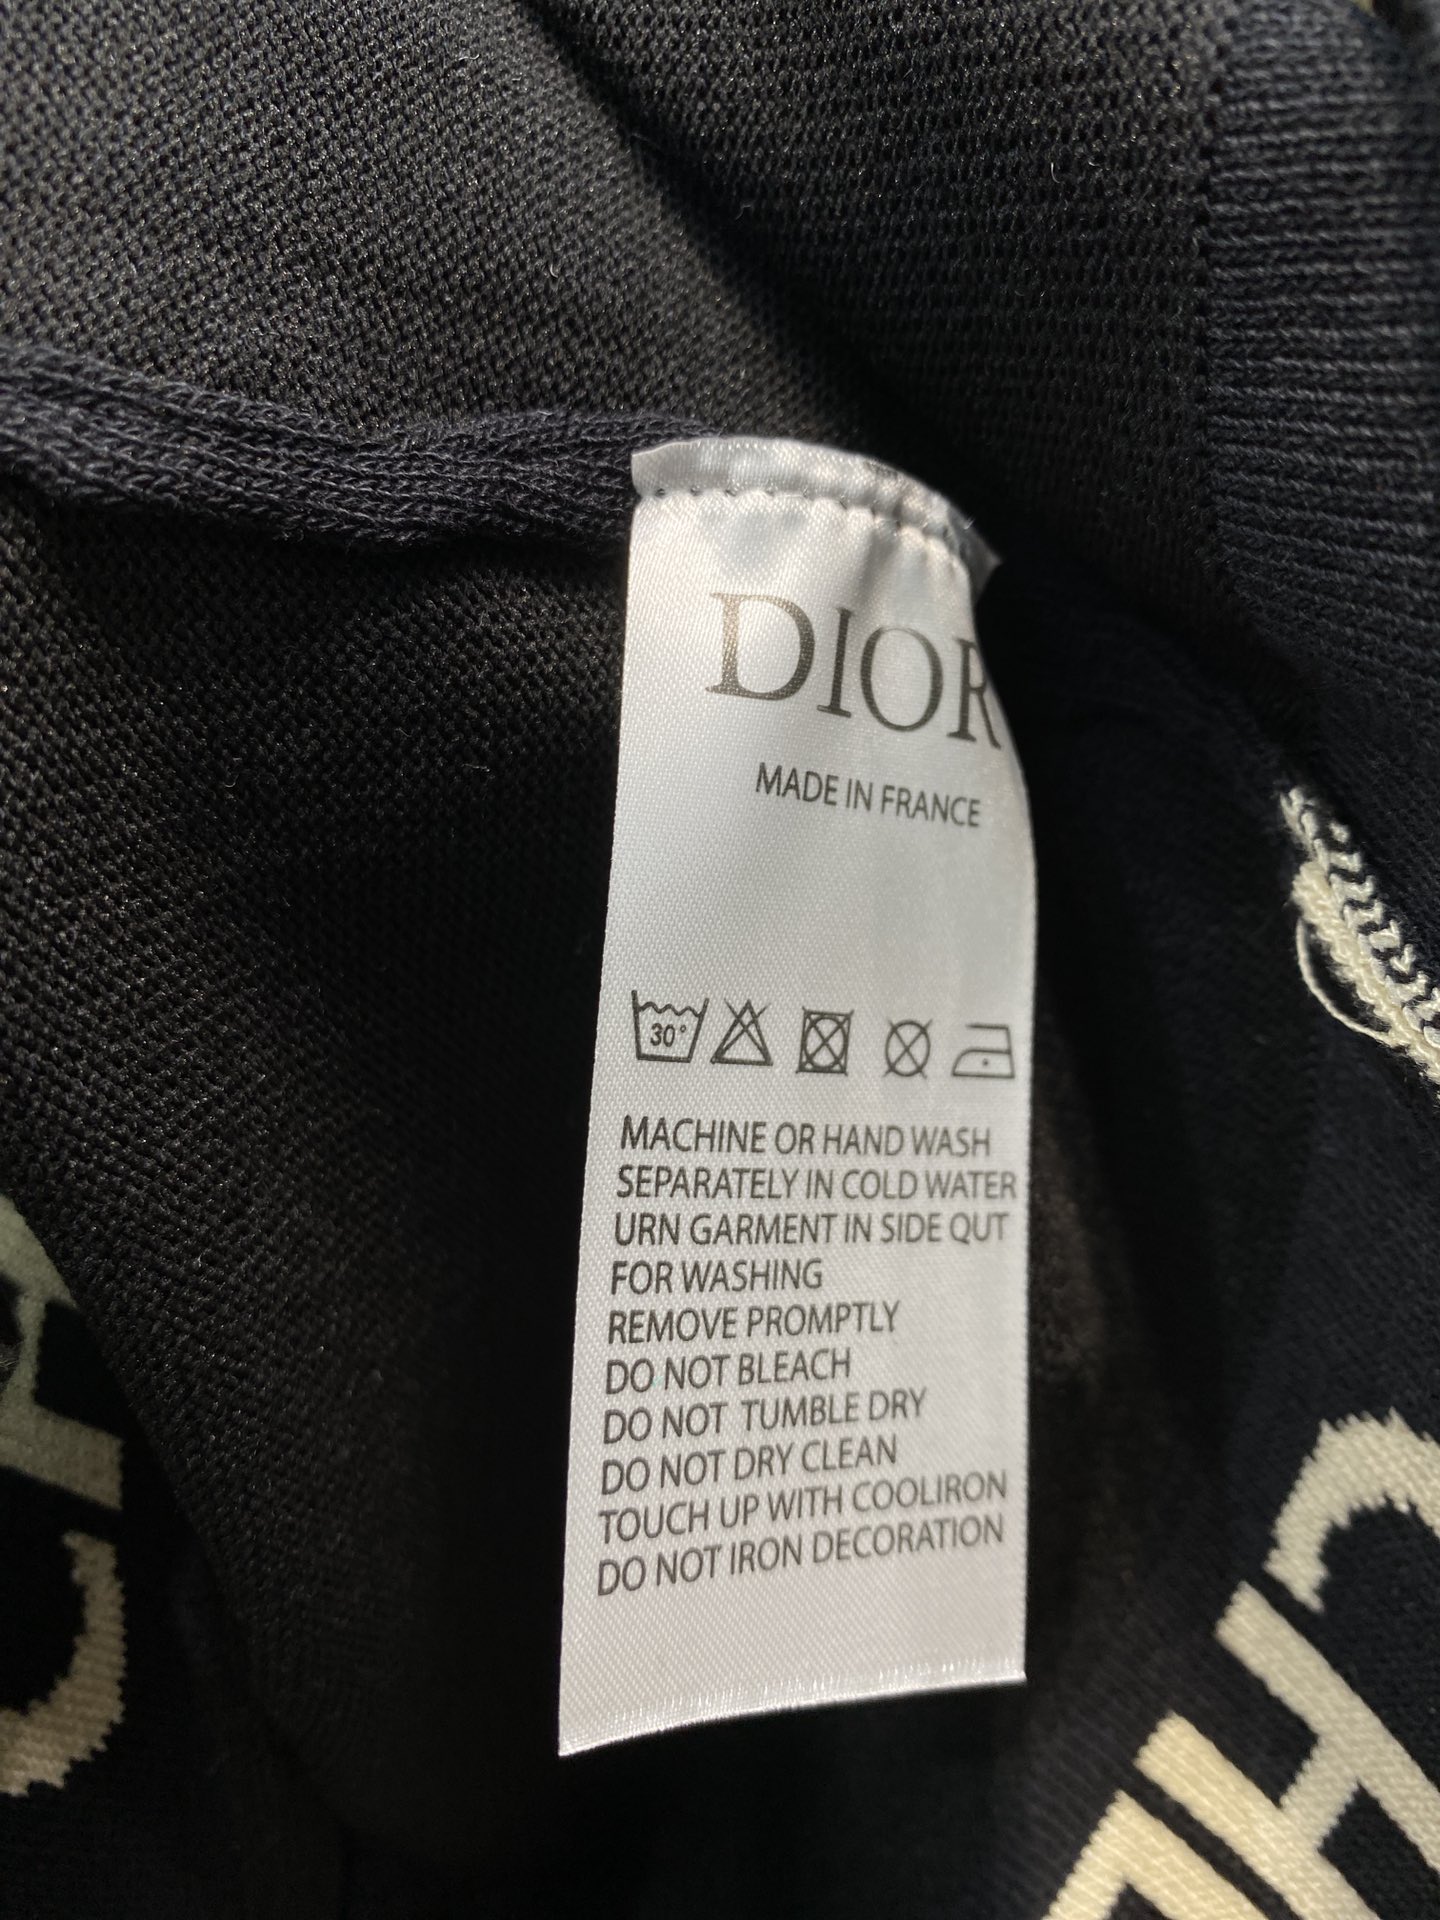 DIOR
MADE IN FRANCE
30°
MACHINE OR HAND WASH
SEPARATELY IN COLD WATER
URN GARMENT IN SIDE QUT
FOR WASHING
REMOVE PROMPTLY
DO NOT BLEACH
DO NOT TUMBLE DRY
DO NOT DRY CLEAN
TOUCH UP WITH COOLIRON
DO NOT IRON DECORATION
CH